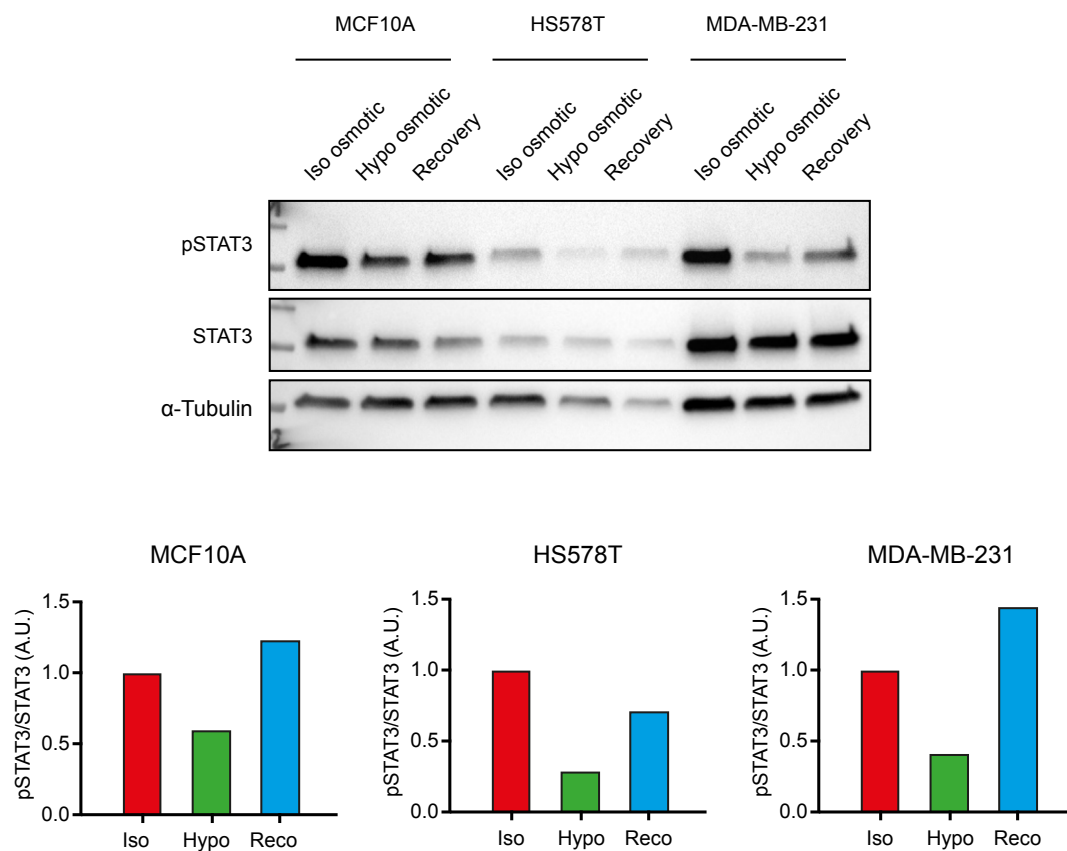 MCF10A HS578T MDA-MB-231
Iso osmotic Hypo osmotic Recovery Iso osmotic Hypo osmotic Recovery Iso osmotic Hypo osmotic Recovery
pSTAT3
STAT3
α-Tubulin
2
MCF10A
pSTAT3/STAT3 (A.U.)
1.5
1.0
0.5
0.0
Iso Hypo Reco
HS578T
pSTAT3/STAT3 (A.U.)
1.5
1.0
0.5
0.0
Iso Hypo Reco
MDA-MB-231
pSTAT3/STAT3 (A.U.)
1.5
1.0
0.5
0.0
Iso Hypo Reco